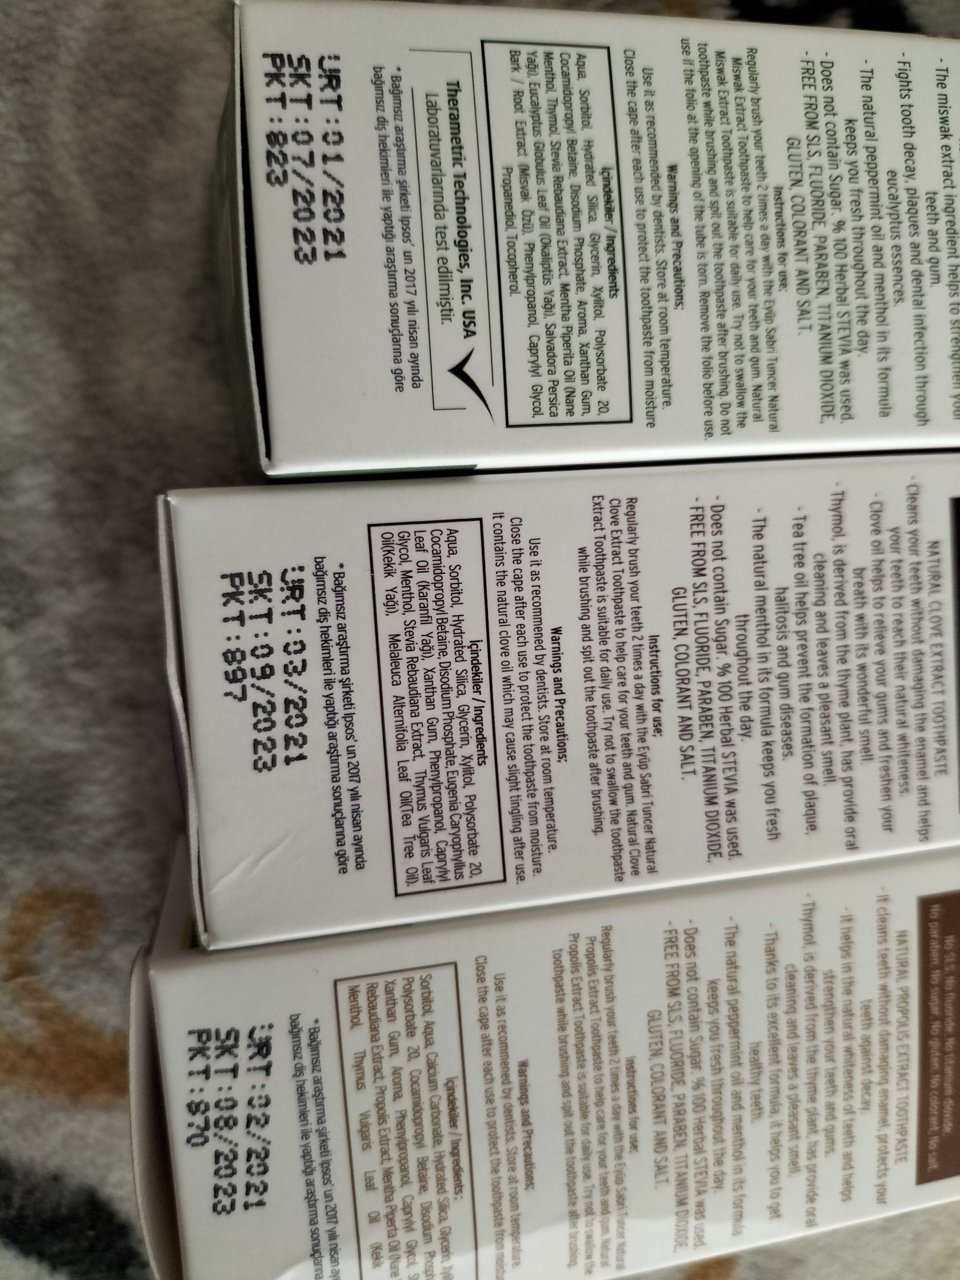 - The miswak extract ingredient helps to strengthen your
teeth and gum.
- Fights tooth decay, plaques and dental infection through
eucalyptus essences.
- The natural peppermint oil and menthol in its formula
keeps you fresh throughout the day.
- Does not contain Sugar. % 100 Herbal STEVIA was used.
- FREE FROM SLS, FLUORIDE, PARABEN, TITANIUM DIOXIDE,
GLUTEN, COLORANT AND SALT.
Instructions for use;
Regularly brush your teeth 2 times a day with the Eyüp Sabri Tuncer Natural
Miswak Extract Toothpaste to help care for your teeth and gum. Natural
Miswak Extract Toothpaste is suitable for daily use. Try not to swallow the
toothpaste while brushing and spit out the toothpaste after brushing. Do not
use if the folio at the opening of the tube is torn. Remove the folio before use.
Warnings and Precautions;
Use it as recommended by dentists. Store at room temperature.
Close the cape after each use to protect the toothpaste from moisture
İçindekiler / Ingredients
Aqua, Sorbitol, Hydrated Silica, Glycerin, Xylitol, Polysorbate 20,
Cocamidopropyl Betaine, Disodium Phosphate, Aroma, Xanthan Gum,
Menthol, Thymol, Stevia Rebaudiana Extract, Mentha Piperita Oil (Nane
Yağı), Eucalyptus Globulus Leaf Oil (Okaliptüs Yağı), Salvadora Persica
Bark / Root Extract (Misvak Özü), Phenylpropanol, Caprylyl Glycol,
Propanediol, Tocopherol.
Therametric Technologies, Inc. USA
Laboratuvarlarında test edilmiştir.
* Bağımsız araştırma şirketi Ipsos' un 2017 yılı nisan ayında
bağımsız diş hekimleri ile yaptığı araştırma sonuçlarına göre
ÜRT:01/2021
SKT:07/2023
PKT:823
NATURAL CLOVE EXTRACT TOOTHPASTE
- Cleans your teeth without damaging the enamel and helps
your teeth to reach their natural whiteness.
- Clove oil helps to relieve your gums and freshen your
breath with its wonderful smell.
- Thymol, is derived from the thyme plant, has provide oral
cleaning and leaves a pleasant smell.
- Tea tree oil helps prevent the formation of plaque,
halitosis and gum diseases.
- The natural menthol in its formula keeps you fresh
throughout the day.
- Does not contain Sugar. % 100 Herbal STEVIA was used.
- FREE FROM SLS, FLUORIDE, PARABEN, TITANIUM DIOXIDE,
GLUTEN, COLORANT AND SALT.
Instructions for use;
Regularly brush your teeth 2 times a day with the Eyüp Sabri Tuncer Natural
Clove Extract Toothpaste to help care for your teeth and gum. Natural Clove
Extract Toothpaste is suitable for daily use. Try not to swallow the toothpaste
while brushing and spit out the toothpaste after brushing.
Warnings and Precautions;
Use it as recommended by dentists. Store at room temperature.
Close the cape after each use to protect the toothpaste from moisture.
It contains the natural clove oil which may cause slight tingling after use.
İçindekiler / Ingredients
Aqua, Sorbitol, Hydrated Silica, Glycerin, Xylitol, Polysorbate 20,
Cocamidopropyl Betaine, Disodium Phosphate, Eugenia Caryophyllus
Leaf Oil (Karanfil Yağı), Xanthan Gum, Phenylpropanol, Caprylyl
Glycol, Menthol, Stevia Rebaudiana Extract, Thymus Vulgaris Leaf
Oil(Kekik Yağı), Melaleuca Alternifolia Leaf Oil(Tea Tree Oil).
* Bağımsız araştırma şirketi Ipsos' un 2017 yılı nisan ayında
bağımsız diş hekimleri ile yaptığı araştırma sonuçlarına göre
ÜRT:03/2021
SKT:09/2023
PKT:897
No SLS. No fluoride. No titanium dioxide.
No paraben. No sugar. No gluten. No colorant. No salt.
NATURAL PROPOLIS EXTRACT TOOTHPASTE
- It cleans teeth without damaging enamel, protects your
teeth against decay.
- It helps in the natural whiteness of teeth and helps
strengthen your teeth and gums.
- Thymol, is derived from the thyme plant, has provide oral
cleaning and leaves a pleasant smell.
- Thanks to its excellent formula, it helps you to get
healthy teeth.
- The natural peppermint oil and menthol in its formula
keeps you fresh throughout the day.
- Does not contain Sugar. % 100 Herbal STEVIA was used.
- FREE FROM SLS, FLUORIDE, PARABEN, TITANIUM DIOXIDE,
GLUTEN, COLORANT AND SALT.
Instructions for use;
Regularly brush your teeth 2 times a day with the Eyüp Sabri Tuncer Natural
Propolis Extract Toothpaste to help care for your teeth and gum. Natural
Propolis Extract Toothpaste is suitable for daily use. Try not to swallow the
toothpaste while brushing and spit out the toothpaste after brushing.
Warnings and Precautions;
Use it as recommended by dentists. Store at room temperature.
Close the cape after each use to protect the toothpaste from
İçindekiler / Ingredients;
Sorbitol, Aqua, Calcium Carbonate, Hydrated Silica, Glycerin,
Polysorbate 20, Cocamidopropyl Betaine, Disodium
Xanthan Gum, Aroma, Phenylpropanol, Caprylyl Glycol,
Rebaudiana Extract, Propolis Extract, Mentha Piperita Oil (Nane
Menthol, Thymus Vulgaris Leaf Oil (Kekik
* Bağımsız araştırma şirketi Ipsos' un 2017 yılı nisan
bağımsız diş hekimleri ile yaptığı araştırma
ÜRT:02/2021
SKT:08/2023
PKT:870